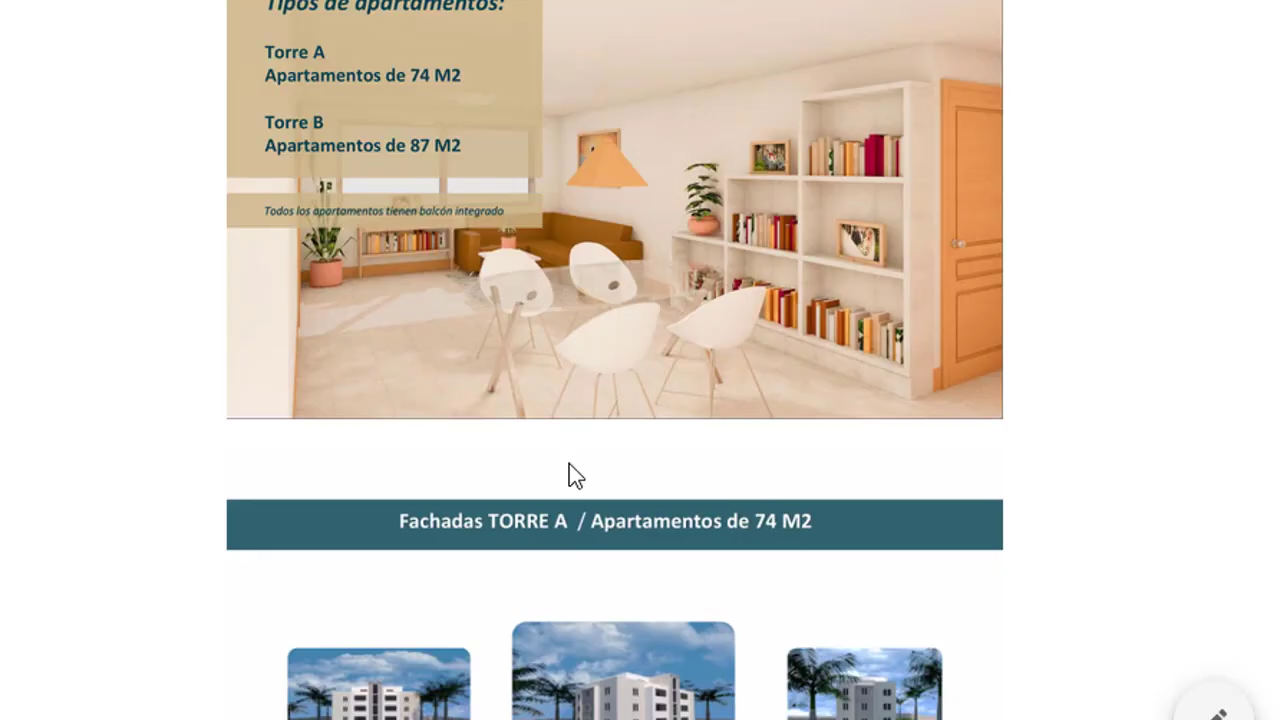 Tipos de apartamentos:
Torre A
Apartamentos de 74 M2
Torre B
Apartamentos de 87 M2
Todos los apartamentos tienen balcón integrado
Fachadas TORRE A / Apartamentos de 74 M2